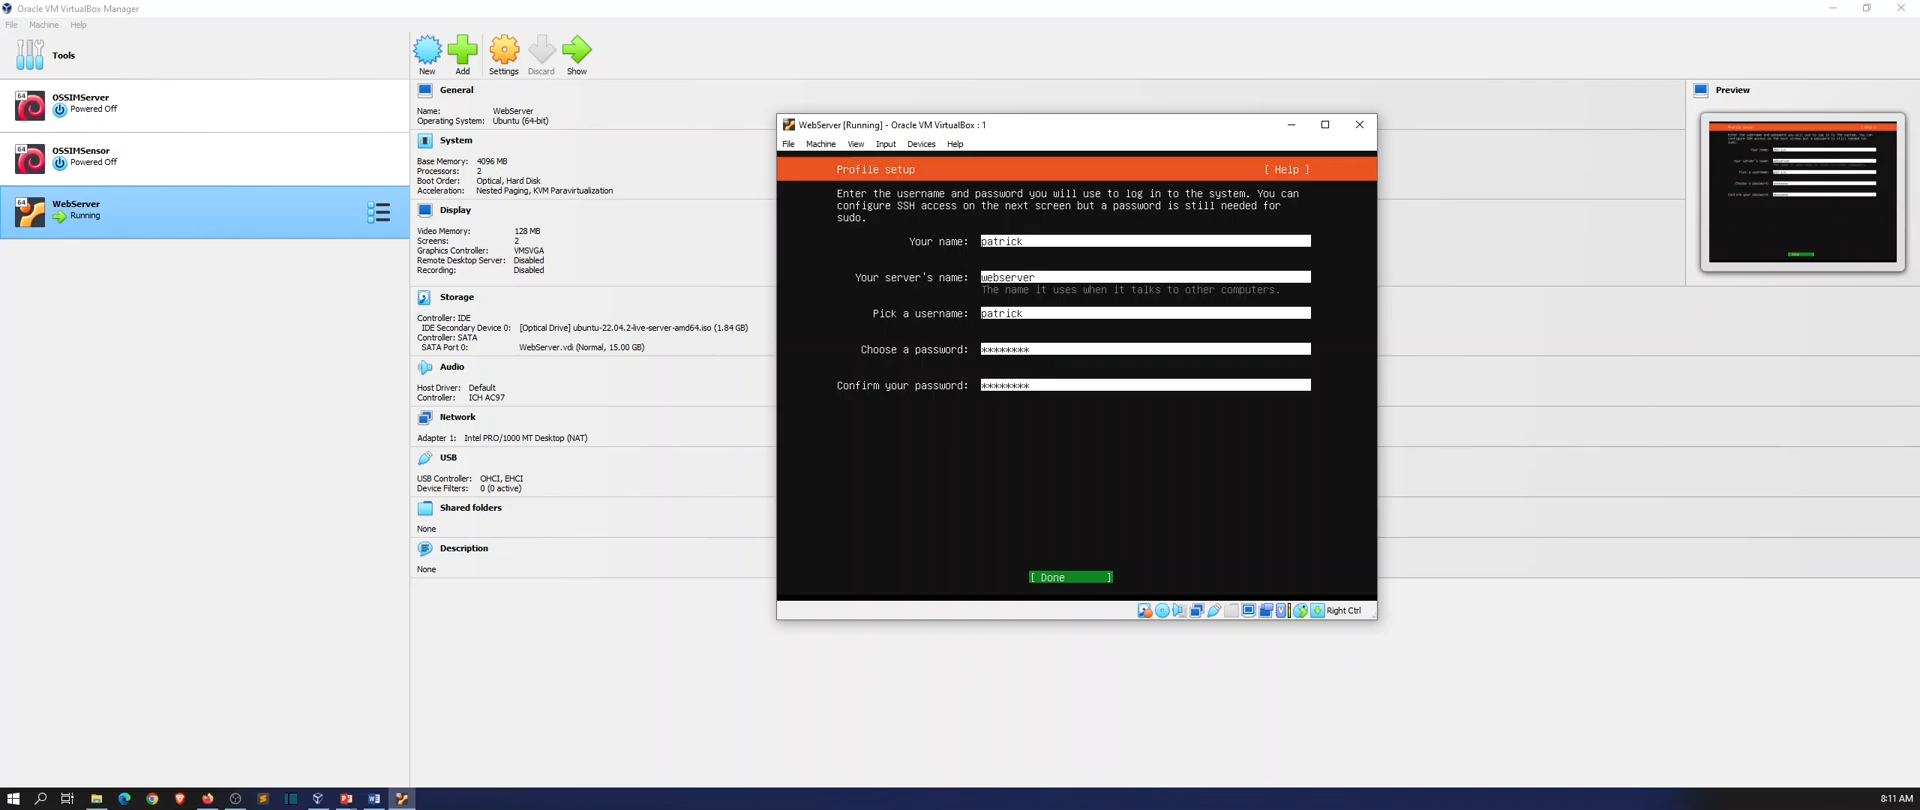 Oracle VM VirtualBox Manager
File Machine Help
Tools
New Add Settings Discard Show
64 OSSIMServer
Powered Off
64 OSSIMSensor
Powered Off
64 WebServer
Running
General
Name: WebServer
Operating System: Ubuntu (64-bit)
System
Base Memory: 4096 MB
Processors: 2
Boot Order: Optical, Hard Disk
Acceleration: Nested Paging, KVM Paravirtualization
Display
Video Memory: 128 MB
Screens: 2
Graphics Controller: VMSVGA
Remote Desktop Server: Disabled
Recording: Disabled
Storage
Controller: IDE
IDE Secondary Device 0: [Optical Drive] ubuntu-22.04.2-live-server-amd64.iso (1.84 GB)
Controller: SATA
SATA Port 0: WebServer.vdi (Normal, 15.00 GB)
Audio
Host Driver: Default
Controller: ICH AC97
Network
Adapter 1: Intel PRO/1000 MT Desktop (NAT)
USB
USB Controller: OHCI, EHCI
Device Filters: 0 (0 active)
Shared folders
None
Description
None
WebServer [Running] - Oracle VM VirtualBox : 1
File Machine View Input Devices Help
Profile setup [ Help ]
Enter the username and password you will use to log in to the system. You can
configure SSH access on the next screen but a password is still needed for
sudo.
Your name: patrick
Your server's name: webserver
The name it uses when it talks to other computers.
Pick a username: patrick
Choose a password: ********
Confirm your password: ********
[ Done ]
Right Ctrl
Preview
8:11 AM